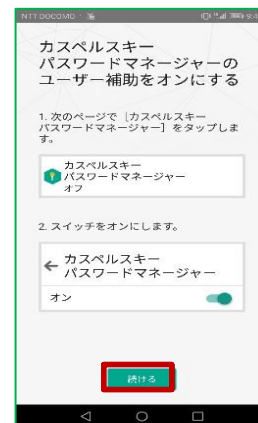 NTT DOCOMO
カスペルスキー
パスワードマネージャーの
ユーザー補助をオンにする
1. 次のページで［カスペルスキー
パスワードマネージャー］をタップしま
す。
カスペルスキー
パスワードマネージャー
オフ
2. スイッチをオンにします。
カスペルスキー
パスワードマネージャー
オン
続ける